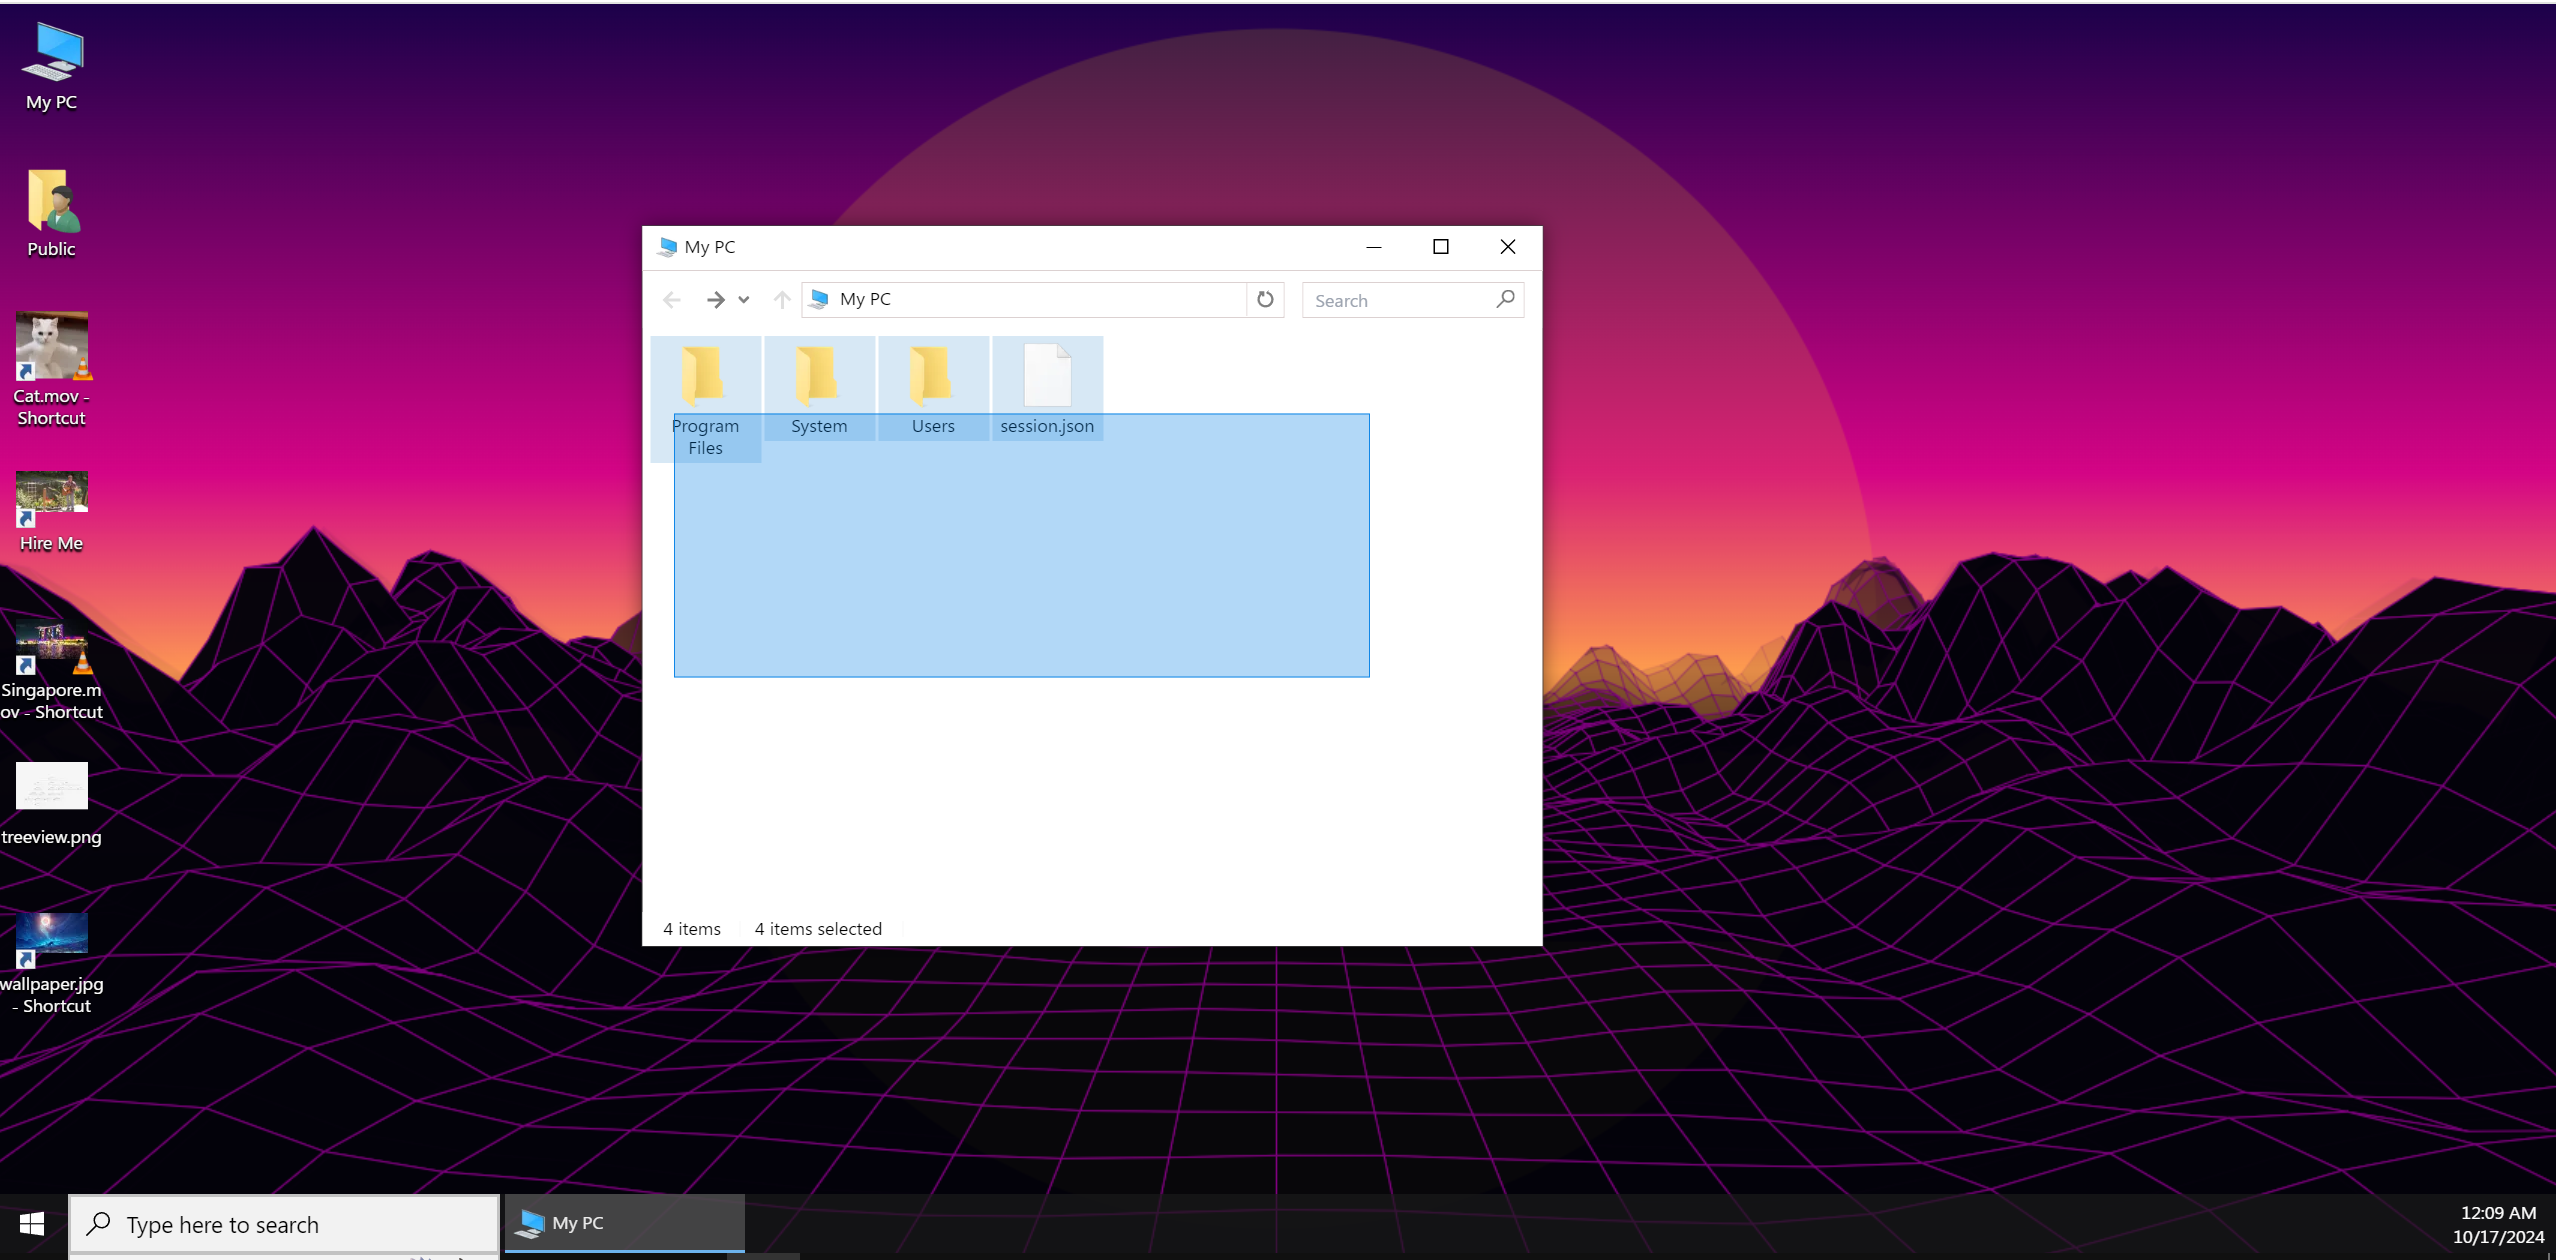 My PC
Public
Cat.mov -
Shortcut
Hire Me
Singapore.m
ov - Shortcut
treeview.png
wallpaper.jpg
- Shortcut
My PC
My PC
Search
Program
Files
System
Users
session.json
4 items
4 items selected
Type here to search
My PC
12:09 AM
10/17/2024